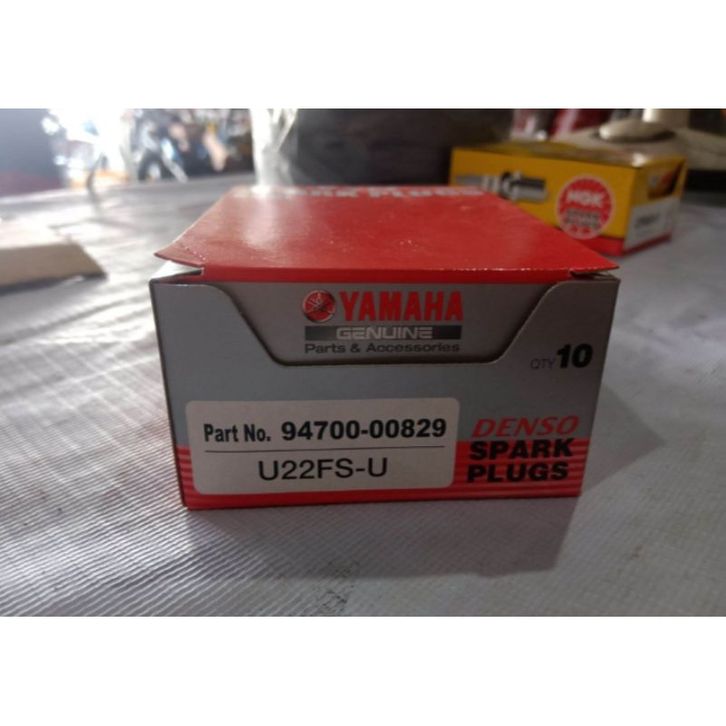 YAMAHA
GENUINE
Parts & Accessories
QTY 10
Part No. 94700-00829
U22FS-U
DENSO
SPARK
PLUGS
NGK